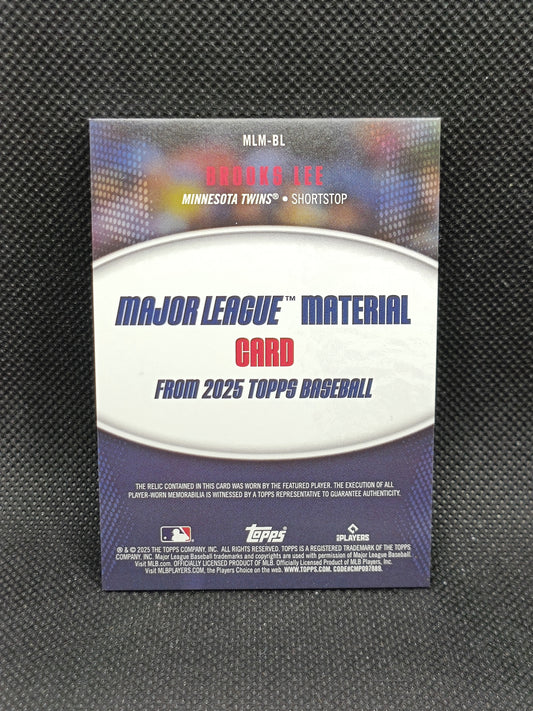 MLM-BL
BROOKS LEE
MINNESOTA TWINS® • SHORTSTOP
MAJOR LEAGUE™ MATERIAL
CARD
FROM 2025 TOPPS BASEBALL
THE RELIC CONTAINED IN THIS CARD WAS WORN BY THE FEATURED PLAYER. THE EXECUTION OF ALL
PLAYER-WORN MEMORABILIA IS WITNESSED BY A TOPPS REPRESENTATIVE TO GUARANTEE AUTHENTICITY.
TOPPS
MLB PLAYERS
® & © 2025 THE TOPPS COMPANY, INC. ALL RIGHTS RESERVED. TOPPS IS A REGISTERED TRADEMARK OF THE TOPPS
COMPANY, INC. Major League Baseball trademarks and copyrights are used with permission of Major League Baseball.
Visit MLB.com. OFFICIALLY LICENSED PRODUCT OF MLB. Officially Licensed Product of MLB Players, Inc.
Visit MLBPLAYERS.COM, the Players Choice on the web. WWW.TOPPS.COM. CODE#CMP097889.